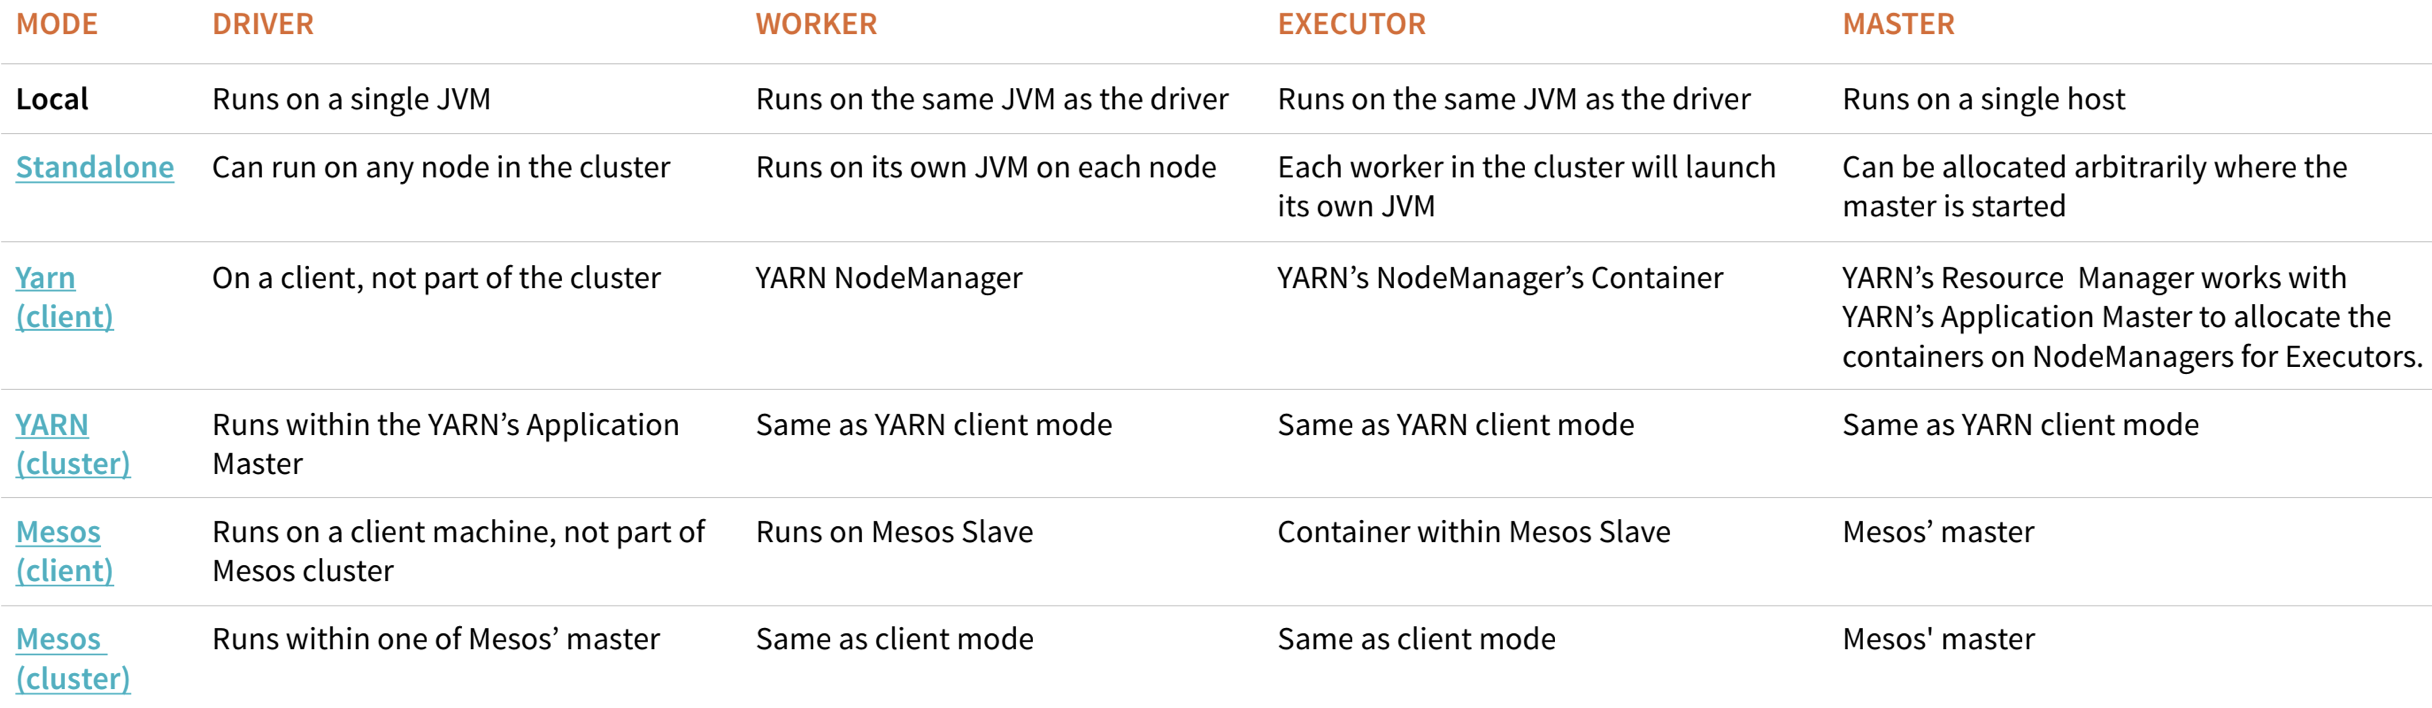 MODE DRIVER WORKER EXECUTOR MASTER
Local Runs on a single JVM Runs on the same JVM as the driver Runs on the same JVM as the driver Runs on a single host
Standalone Can run on any node in the cluster Runs on its own JVM on each node Each worker in the cluster will launch Can be allocated arbitrarily where the
its own JVM master is started
Yarn On a client, not part of the cluster YARN NodeManager YARN’s NodeManager’s Container YARN’s Resource  Manager works with
(client) YARN’s Application Master to allocate the
containers on NodeManagers for Executors.
YARN Runs within the YARN’s Application Same as YARN client mode Same as YARN client mode Same as YARN client mode
(cluster) Master
Mesos Runs on a client machine, not part of Runs on Mesos Slave Container within Mesos Slave Mesos’ master
(client) Mesos cluster
Mesos Runs within one of Mesos’ master Same as client mode Same as client mode Mesos' master
(cluster)